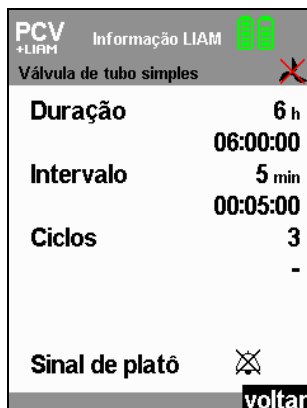 PCV Informação LIAM
+LIAM
Válvula de tubo simples
Duração 6 h
06:00:00
Intervalo 5 min
00:05:00
Ciclos 3
-
Sinal de platô
voltar